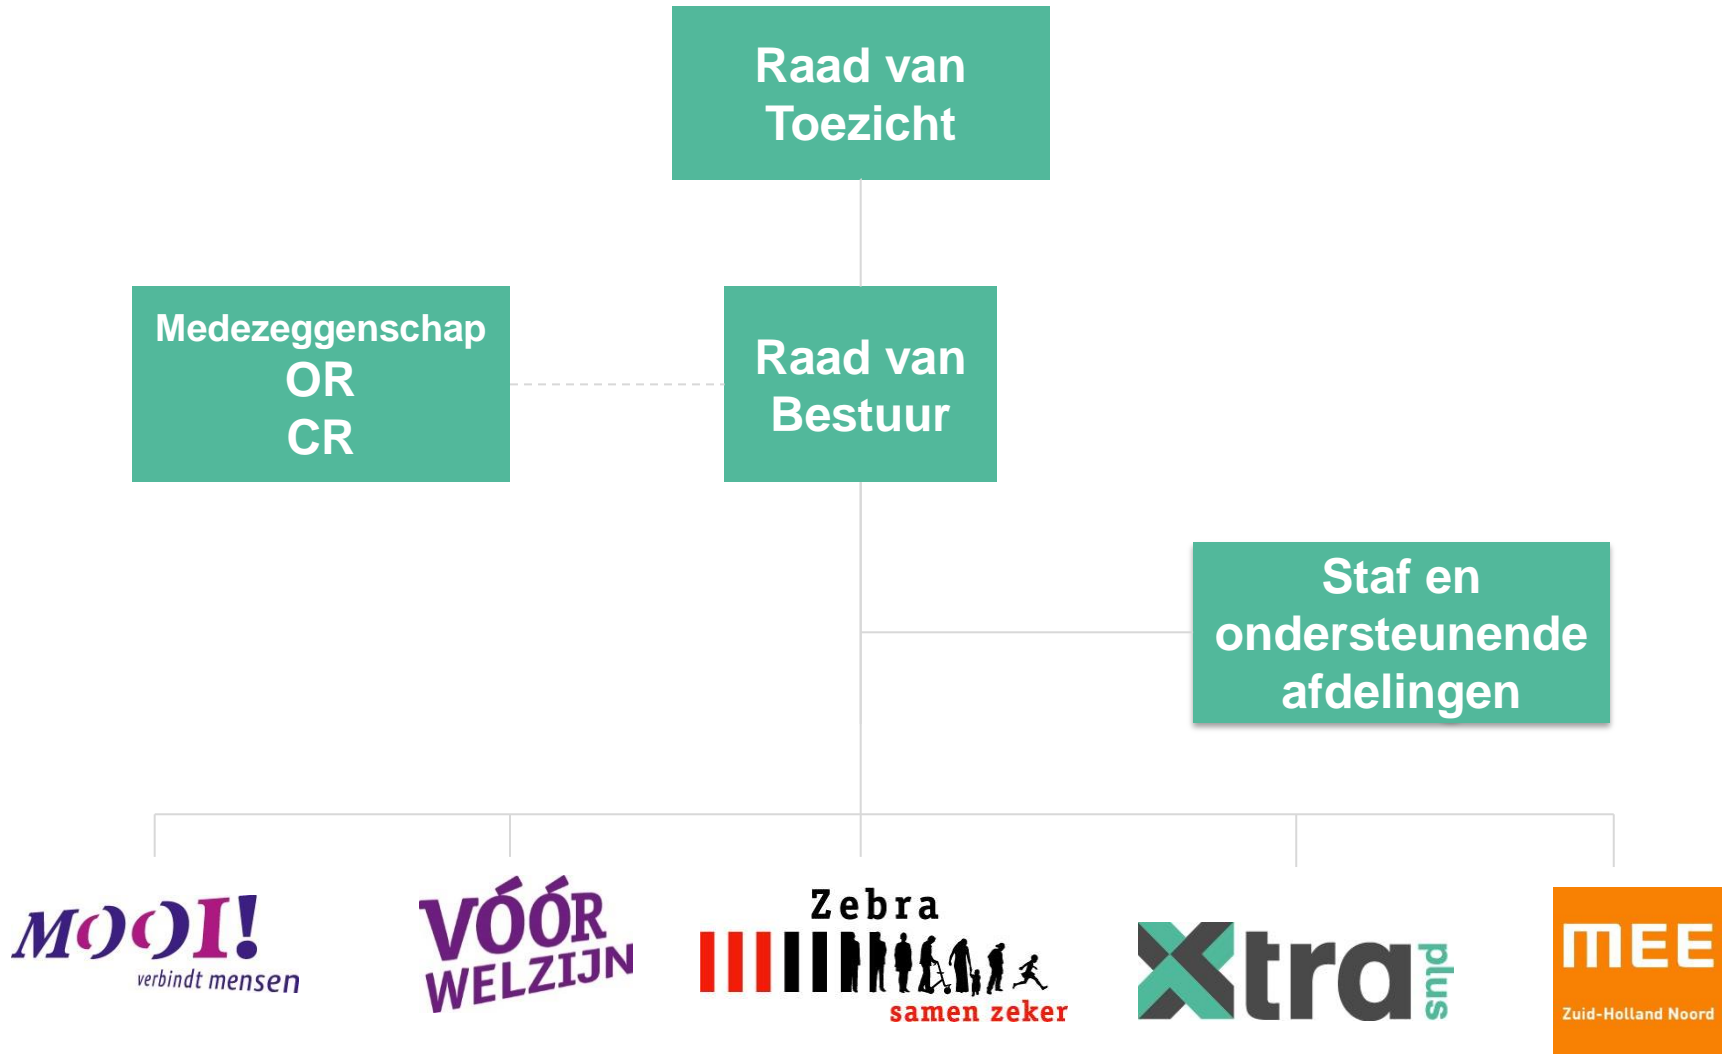 Raad van
Toezicht
Medezeggenschap
OR
CR
Raad van
Bestuur
Staf en
ondersteunende
afdelingen
MOOI!
verbindt mensen
VÓÓR
WELZIJN
Zebra
samen zeker
Xtra plus
MEE
Zuid-Holland Noord